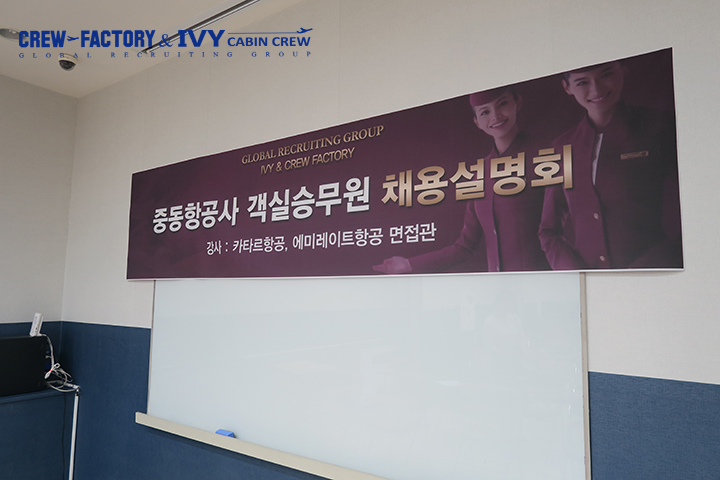 CREW FACTORY & IVY CABIN CREW
GLOBAL RECRUITING GROUP
GLOBAL RECRUITING GROUP
IVY & CREW FACTORY
중동항공사 객실승무원 채용설명회
강사 : 카타르항공, 에미레이트항공 면접관